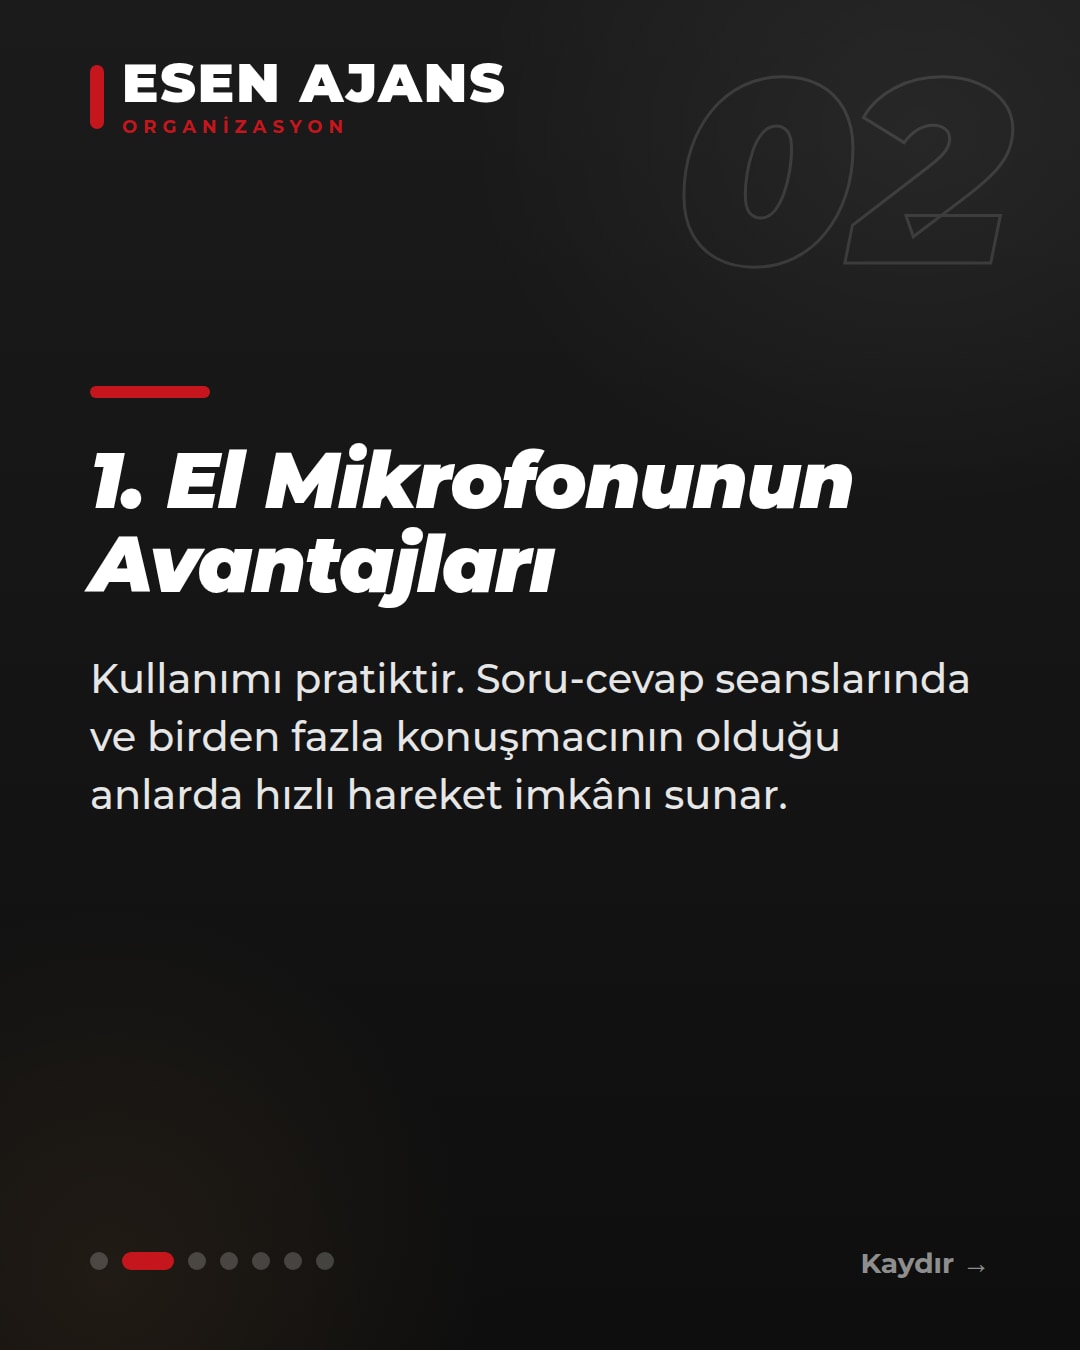 ESEN AJANS
ORGANİZASYON
02
1. El Mikrofonunun
Avantajları
Kullanımı pratiktir. Soru-cevap seanslarında
ve birden fazla konuşmacının olduğu
anlarda hızlı hareket imkânı sunar.
Kaydır →